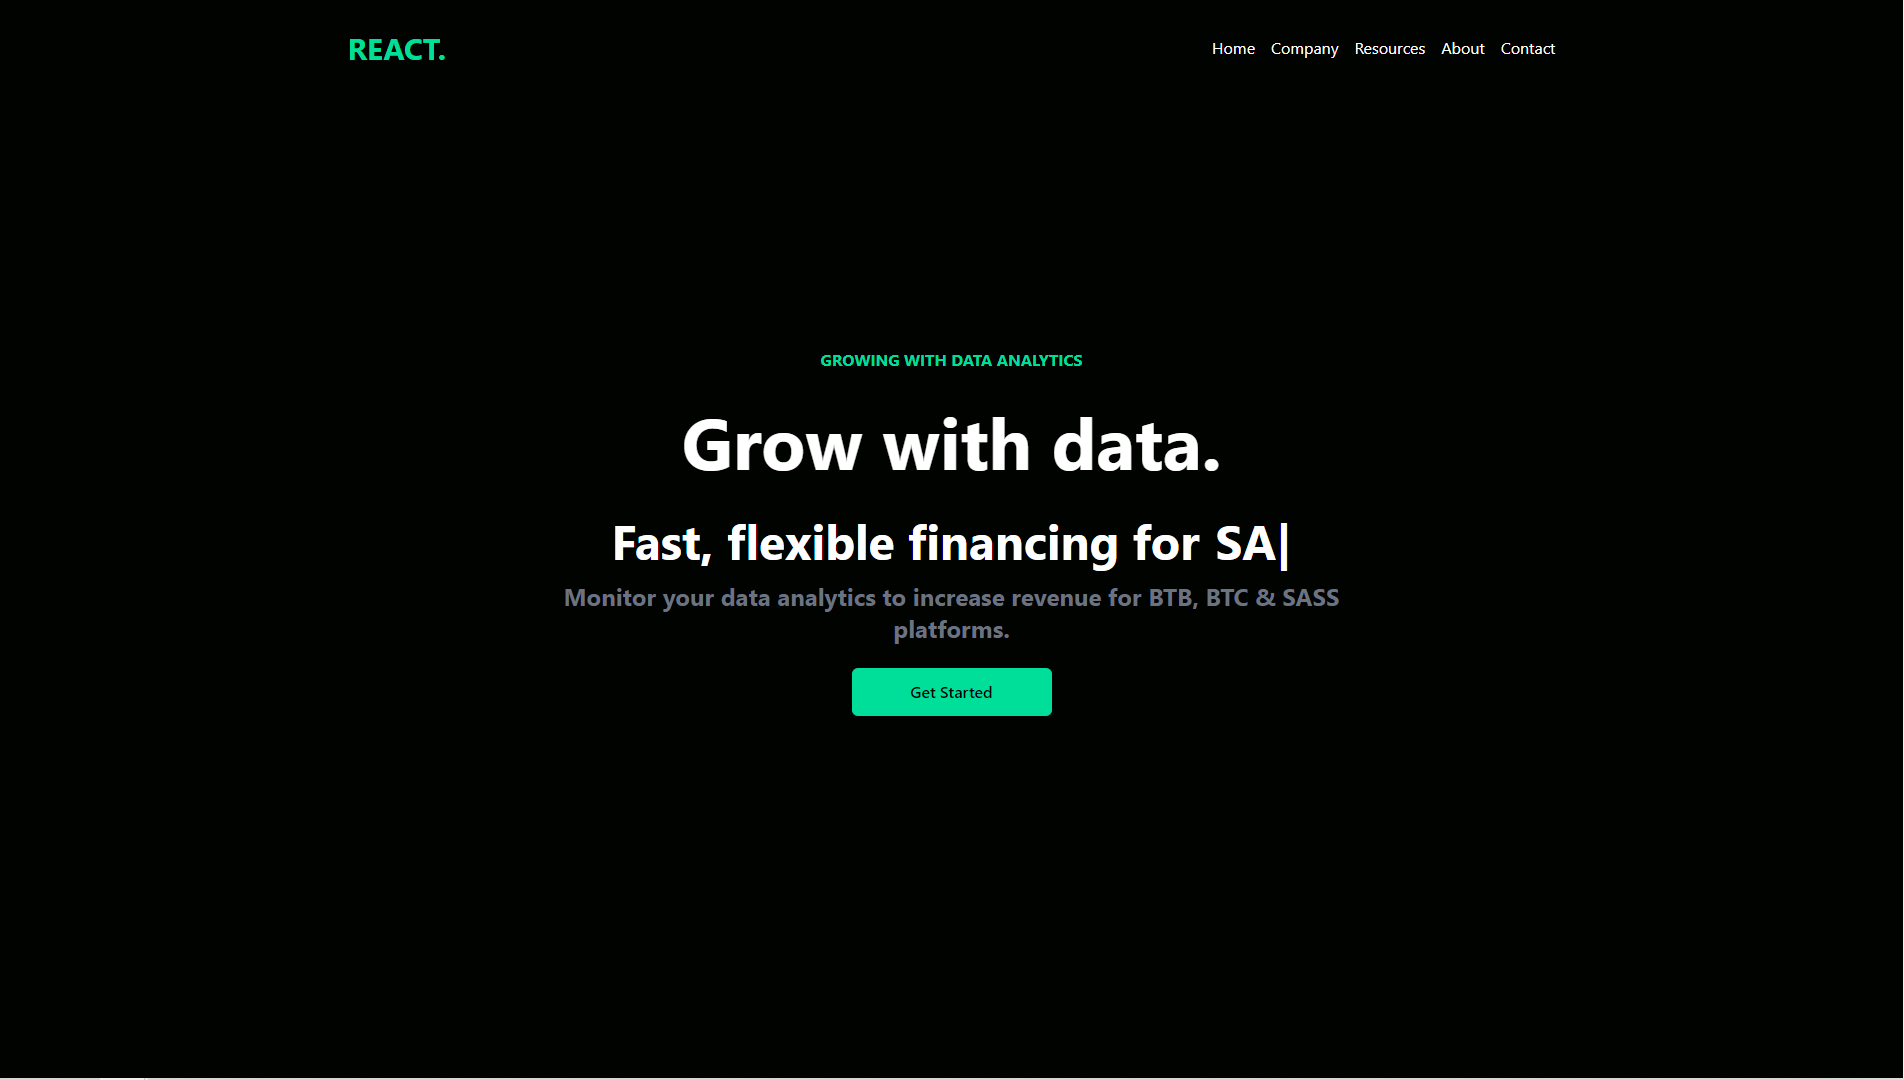 REACT.
Home Company Resources About Contact
GROWING WITH DATA ANALYTICS
Grow with data.
Fast, flexible financing for SA|
Monitor your data analytics to increase revenue for BTB, BTC & SASS
platforms.
Get Started